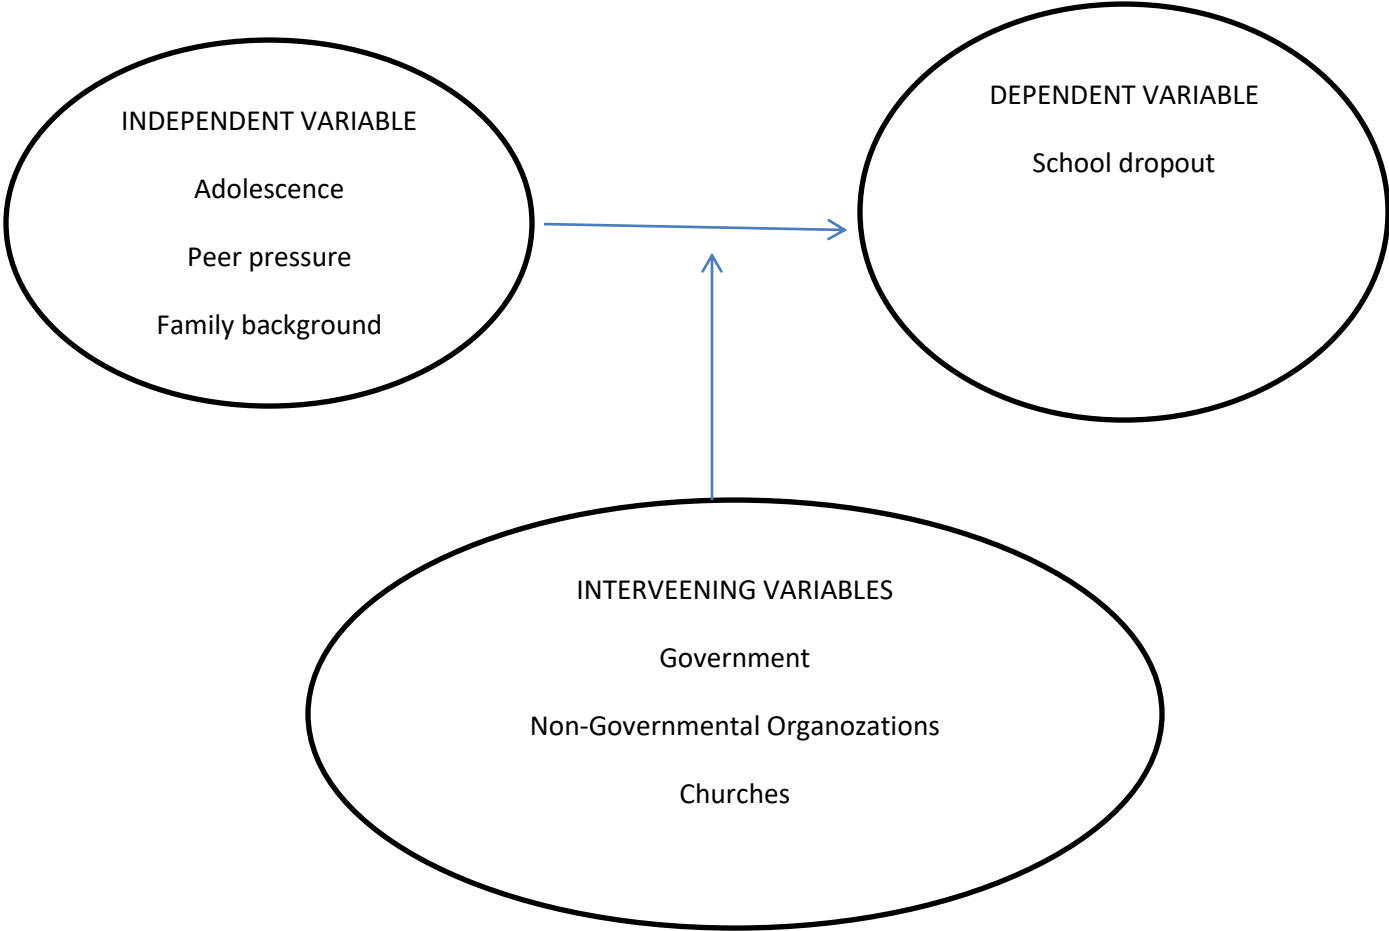 INDEPENDENT VARIABLE
Adolescence
Peer pressure
Family background
DEPENDENT VARIABLE
School dropout
INTERVEENING VARIABLES
Government
Non-Governmental Organozations
Churches